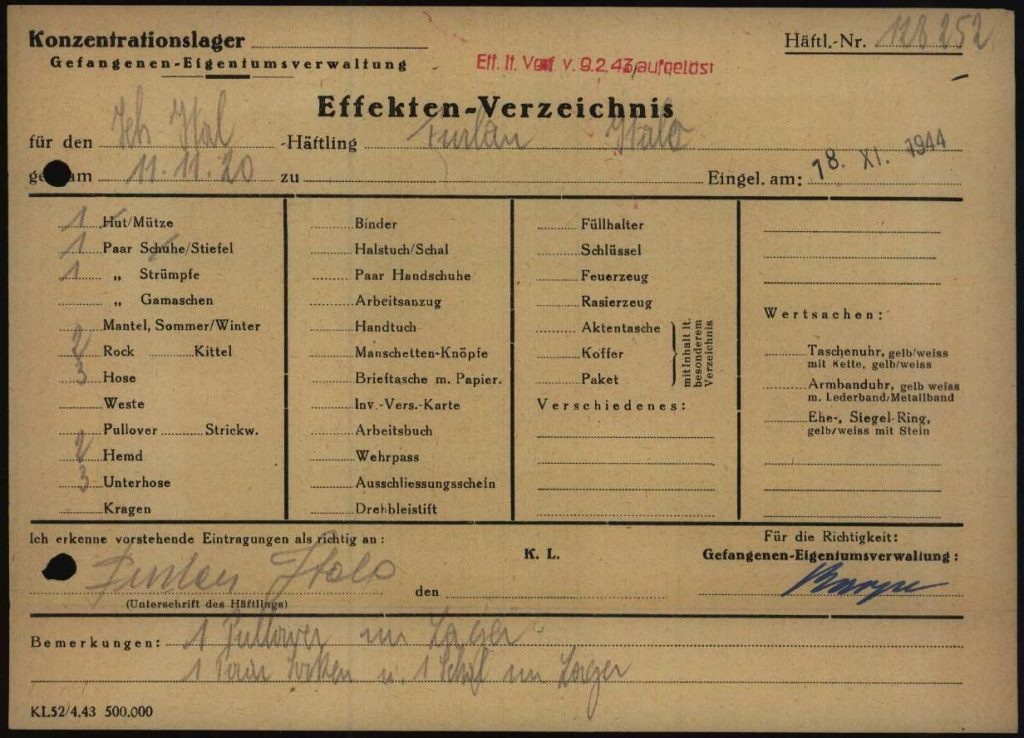 Konzentrationslager
Häftl.-Nr. 128252
Gefangenen-Eigentumsverwaltung
Eff. lt. Verf. v. 9.2.43 aufgelöst
Effekten-Verzeichnis
für den Sch. Ital -Häftling Furlan Italo
geb. am 11.11.20 zu Eingel. am: 18. XI. 1944
1 Hut/Mütze
1 Paar Schuhe/Stiefel
1 „ Strümpfe
„ Gamaschen
Mantel, Sommer/Winter
2 Rock Kittel
3 Hose
Weste
Pullover Strickw.
2 Hemd
3 Unterhose
Kragen
Binder
Halstuch/Schal
Paar Handschuhe
Arbeitsanzug
Handtuch
Manschetten-Knöpfe
Brieftasche m. Papier.
Inv.-Vers.-Karte
Arbeitsbuch
Wehrpass
Ausschliessungsschein
Drehbleistift
Füllhalter
Schlüssel
Feuerzeug
Rasierzeug
Aktentasche
Koffer
Paket
mit Inhalt lt.
besonderem
Verzeichnis
Verschiedenes:
Wertsachen:
Taschenuhr, gelb/weiss
mit Kette, gelb/weiss
Armbanduhr, gelb weiss
m. Lederband/Metallband
Ehe-, Siegel-Ring,
gelb/weiss mit Stein
Ich erkenne vorstehende Eintragungen als richtig an:
Furlan Italo
(Unterschrift des Häftlings)
K. L.
den
Für die Richtigkeit:
Gefangenen-Eigentumsverwaltung:
Bemerkungen: 1 Pullower im Lager
1 Paar Socken u. 1 Schal im Lager
KL52/4.43 500.000